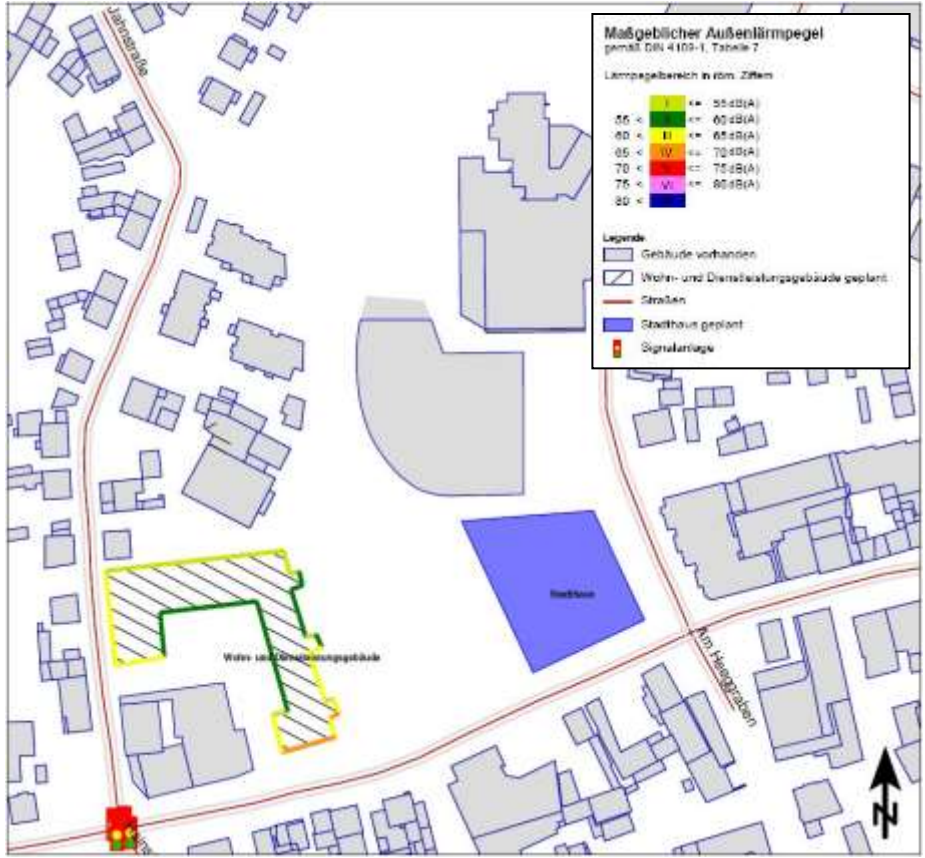 Maßgeblicher Außenlärmpegel
gemäß DIN 4109-1, Tabelle 7
Lärmpegelbereich in röm. Ziffern
I <= 55 dB(A)
55 < II <= 60 dB(A)
60 < III <= 65 dB(A)
65 < IV <= 70 dB(A)
70 < V <= 75 dB(A)
75 < VI <= 80 dB(A)
80 <
Legende
Gebäude vorhanden
Wohn- und Dienstleistungsgebäude geplant
Straßen
Stadthaus geplant
Signalanlage
Jahnstraße
Stadthaus
Wohn- und Dienstleistungsgebäude
Am Heeggraben
N